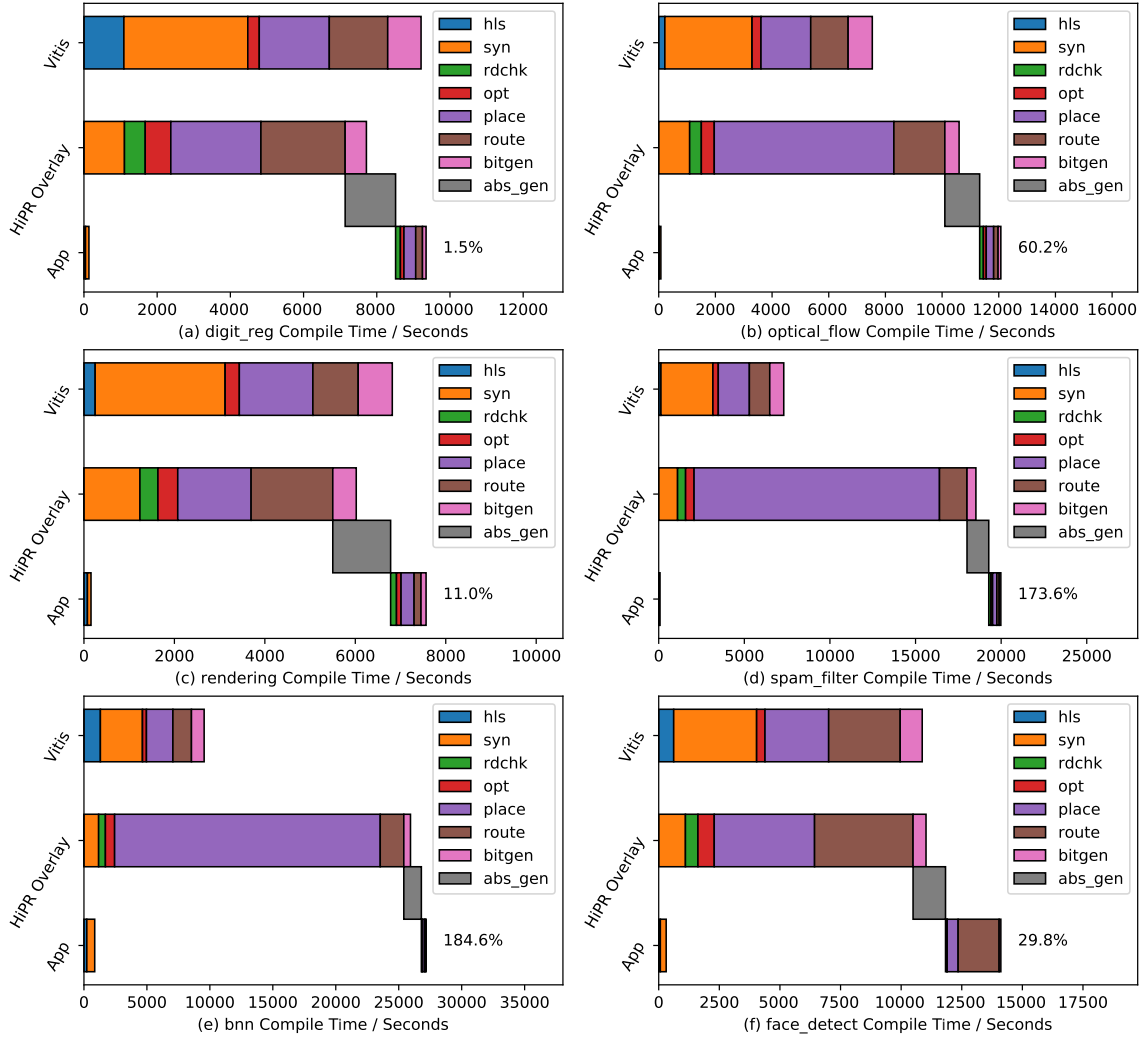 Vitis
HiPR Overlay
App
hls
syn
rdchk
opt
place
route
bitgen
abs_gen
1.5%
0 2000 4000 6000 8000 10000 12000
(a) digit_reg Compile Time / Seconds
Vitis
HiPR Overlay
App
hls
syn
rdchk
opt
place
route
bitgen
abs_gen
60.2%
0 2000 4000 6000 8000 10000 12000 14000 16000
(b) optical_flow Compile Time / Seconds
Vitis
HiPR Overlay
App
hls
syn
rdchk
opt
place
route
bitgen
abs_gen
11.0%
0 2000 4000 6000 8000 10000
(c) rendering Compile Time / Seconds
Vitis
HiPR Overlay
App
hls
syn
rdchk
opt
place
route
bitgen
abs_gen
173.6%
0 5000 10000 15000 20000 25000
(d) spam_filter Compile Time / Seconds
Vitis
HiPR Overlay
App
hls
syn
rdchk
opt
place
route
bitgen
abs_gen
184.6%
0 5000 10000 15000 20000 25000 30000 35000
(e) bnn Compile Time / Seconds
Vitis
HiPR Overlay
App
hls
syn
rdchk
opt
place
route
bitgen
abs_gen
29.8%
0 2500 5000 7500 10000 12500 15000 17500
(f) face_detect Compile Time / Seconds